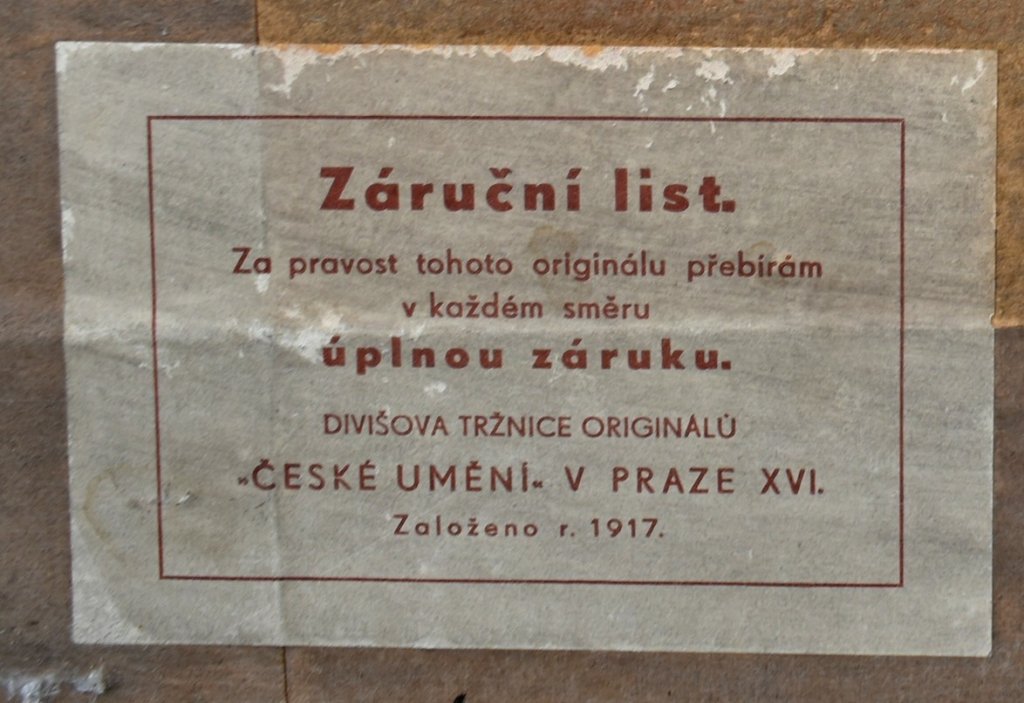 Záruční list.
Za pravost tohoto originálu přebírám
v každém směru
úplnou záruku.
DIVIŠOVA TRŽNICE ORIGINÁLŮ
»ČESKÉ UMĚNÍ« V PRAZE XVI.
Založeno r. 1917.